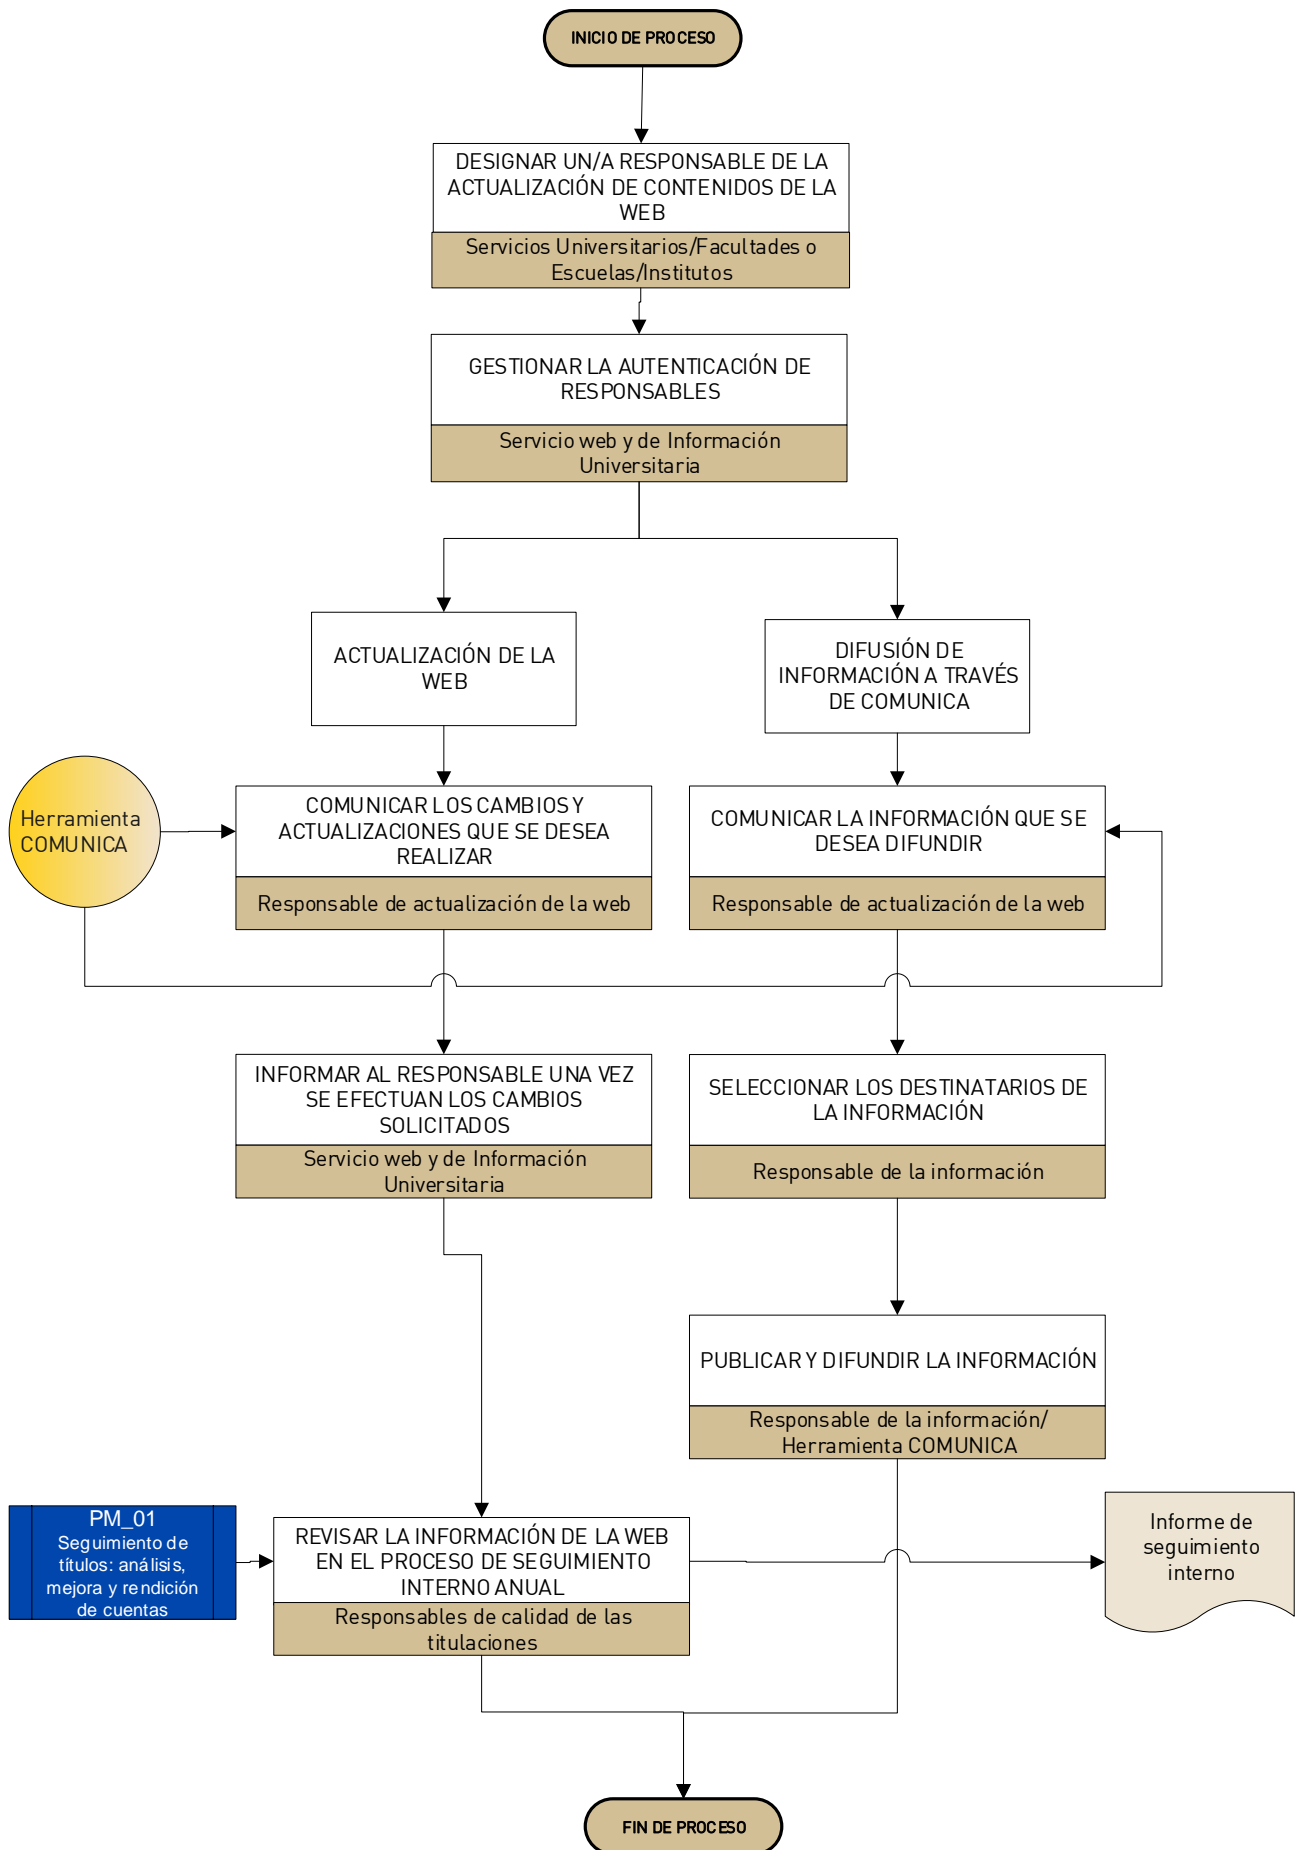 INICIO DE PROCESO
DESIGNAR UN/A RESPONSABLE DE LA
ACTUALIZACIÓN DE CONTENIDOS DE LA
WEB
Servicios Universitarios/Facultades o
Escuelas/Institutos
GESTIONAR LA AUTENTICACIÓN DE
RESPONSABLES
Servicio web y de Información
Universitaria
ACTUALIZACIÓN DE LA
WEB
DIFUSIÓN DE
INFORMACIÓN A TRAVÉS
DE COMUNICA
Herramienta
COMUNICA
COMUNICAR LOS CAMBIOS Y
ACTUALIZACIONES QUE SE DESEA
REALIZAR
Responsable de actualización de la web
COMUNICAR LA INFORMACIÓN QUE SE
DESEA DIFUNDIR
Responsable de actualización de la web
INFORMAR AL RESPONSABLE UNA VEZ
SE EFECTUAN LOS CAMBIOS
SOLICITADOS
Servicio web y de Información
Universitaria
SELECCIONAR LOS DESTINATARIOS DE
LA INFORMACIÓN
Responsable de la información
PUBLICAR Y DIFUNDIR LA INFORMACIÓN
Responsable de la información/
Herramienta COMUNICA
PM_01
Seguimiento de
títulos: análisis,
mejora y rendición
de cuentas
REVISAR LA INFORMACIÓN DE LA WEB
EN EL PROCESO DE SEGUIMIENTO
INTERNO ANUAL
Responsables de calidad de las
titulaciones
Informe de
seguimiento
interno
FIN DE PROCESO